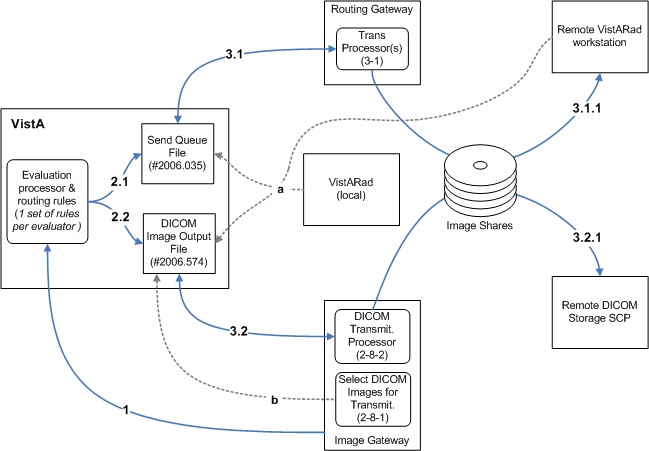 Routing Gateway
Trans
Processor(s)
(3-1)
Remote VistARad
workstation
3.1
3.1.1
VistA
Send Queue
File
(#2006.035)
Evaluation
processor &
routing rules
(1 set of rules
per evaluator )
2.1
2.2
a
VistARad
(local)
DICOM
Image Output
File
(#2006.574)
Image Shares
3.2.1
3.2
DICOM
Transmit.
Processor
(2-8-2)
Remote DICOM
Storage SCP
Select DICOM
Images for
Transmit.
(2-8-1)
b
1
Image Gateway